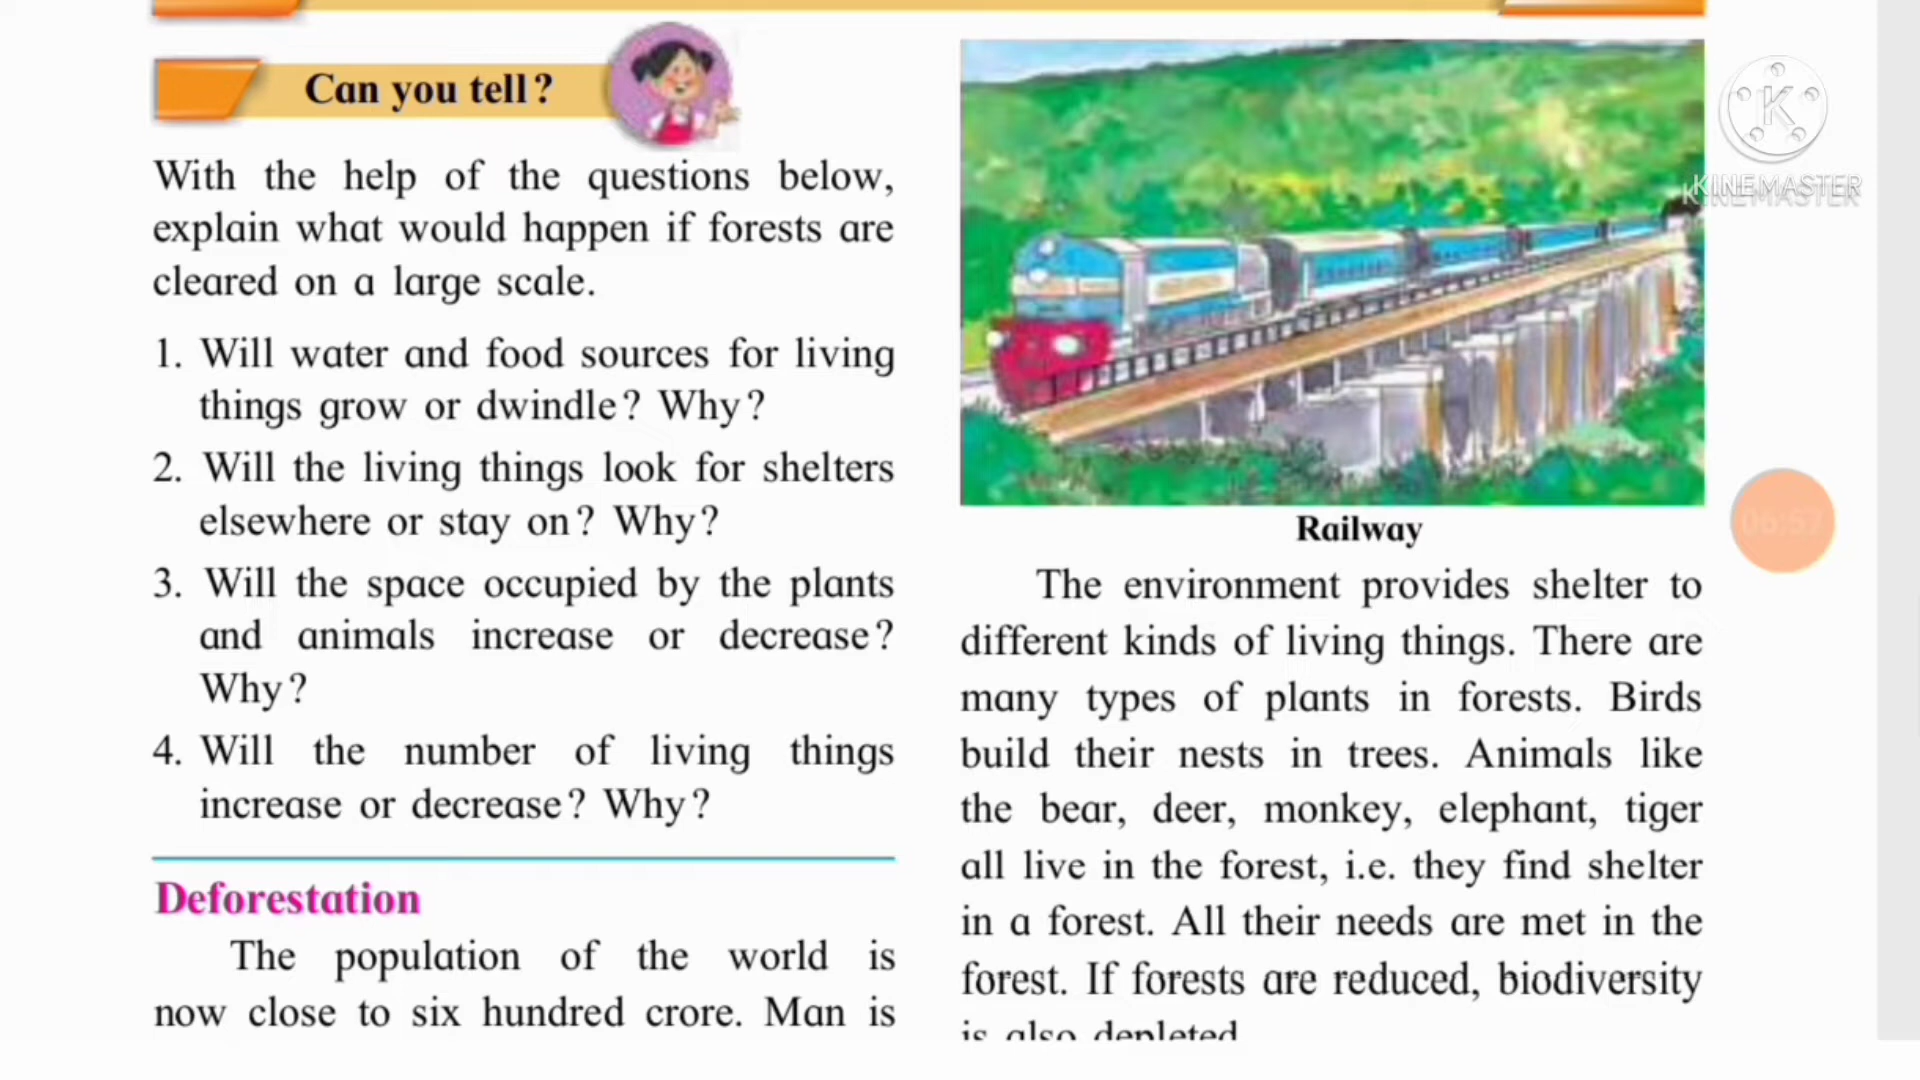 Can you tell?
With the help of the questions below,
explain what would happen if forests are
cleared on a large scale.
1. Will water and food sources for living
things grow or dwindle? Why?
2. Will the living things look for shelters
elsewhere or stay on? Why?
3. Will the space occupied by the plants
and animals increase or decrease?
Why?
4. Will the number of living things
increase or decrease? Why?
Deforestation
The population of the world is
now close to six hundred crore. Man is
Railway
The environment provides shelter to
different kinds of living things. There are
many types of plants in forests. Birds
build their nests in trees. Animals like
the bear, deer, monkey, elephant, tiger
all live in the forest, i.e. they find shelter
in a forest. All their needs are met in the
forest. If forests are reduced, biodiversity
is also depleted
K
KINEMASTER
06:57